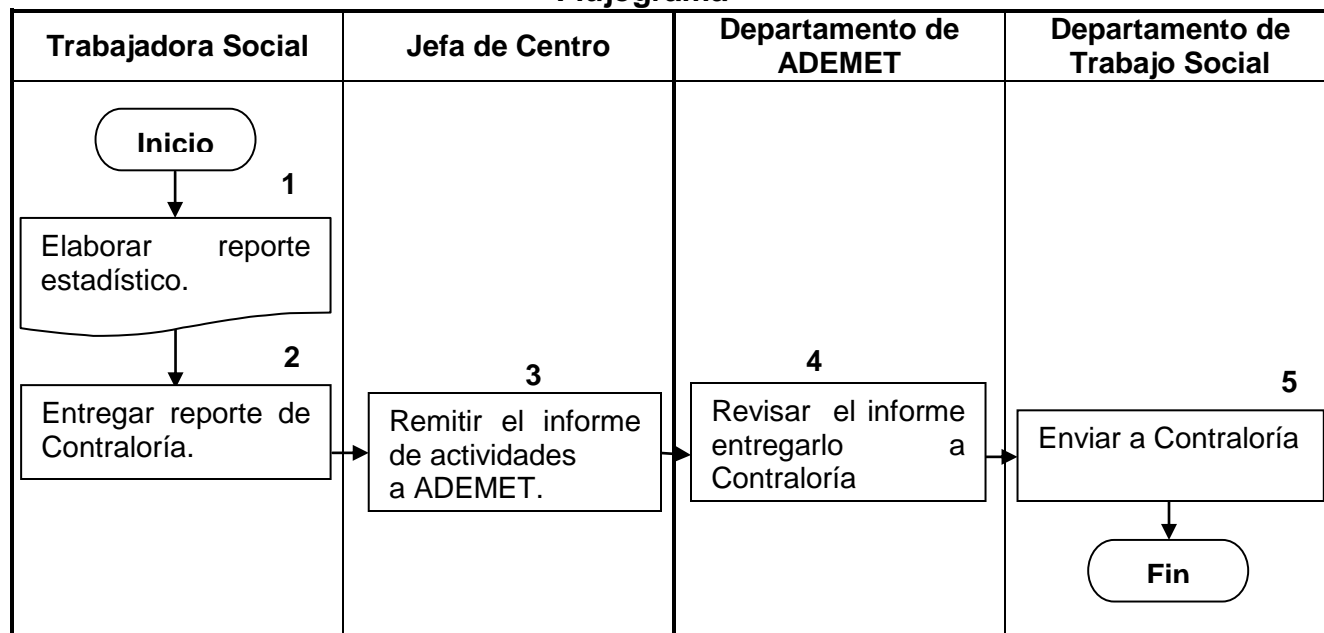 Trabajadora Social
Jefa de Centro
Departamento de
ADEMET
Departamento de
Trabajo Social
Inicio
1
Elaborar reporte
estadístico.
2
Entregar reporte de
Contraloría.
3
Remitir el informe
de actividades
a ADEMET.
4
Revisar el informe
entregarlo a
Contraloría
5
Enviar a Contraloría
Fin